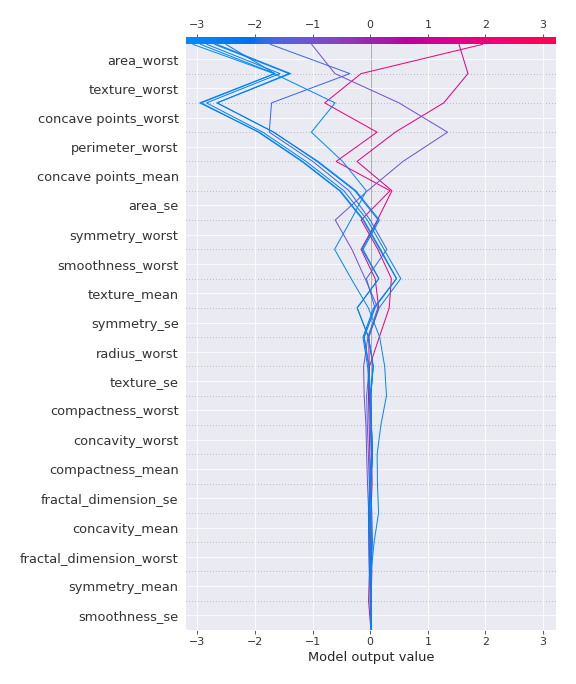 −3 −2 −1 0 1 2 3
area_worst
texture_worst
concave points_worst
perimeter_worst
concave points_mean
area_se
symmetry_worst
smoothness_worst
texture_mean
symmetry_se
radius_worst
texture_se
compactness_worst
concavity_worst
compactness_mean
fractal_dimension_se
concavity_mean
fractal_dimension_worst
symmetry_mean
smoothness_se
−3 −2 −1 0 1 2 3
Model output value